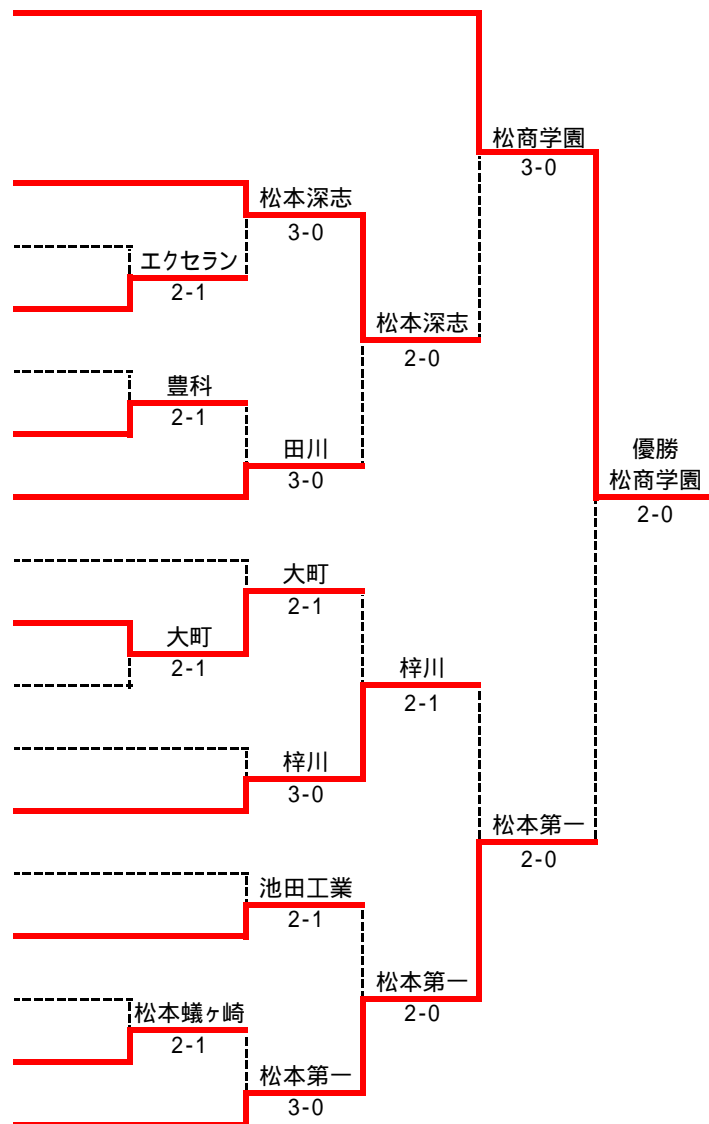 松商学園
3-0
松本深志
3-0
エクセラン
2-1
松本深志
2-0
豊科
2-1
田川
3-0
優勝
松商学園
2-0
大町
2-1
大町
2-1
梓川
2-1
梓川
3-0
松本第一
2-0
池田工業
2-1
松本第一
2-0
松本蟻ヶ崎
2-1
松本第一
3-0